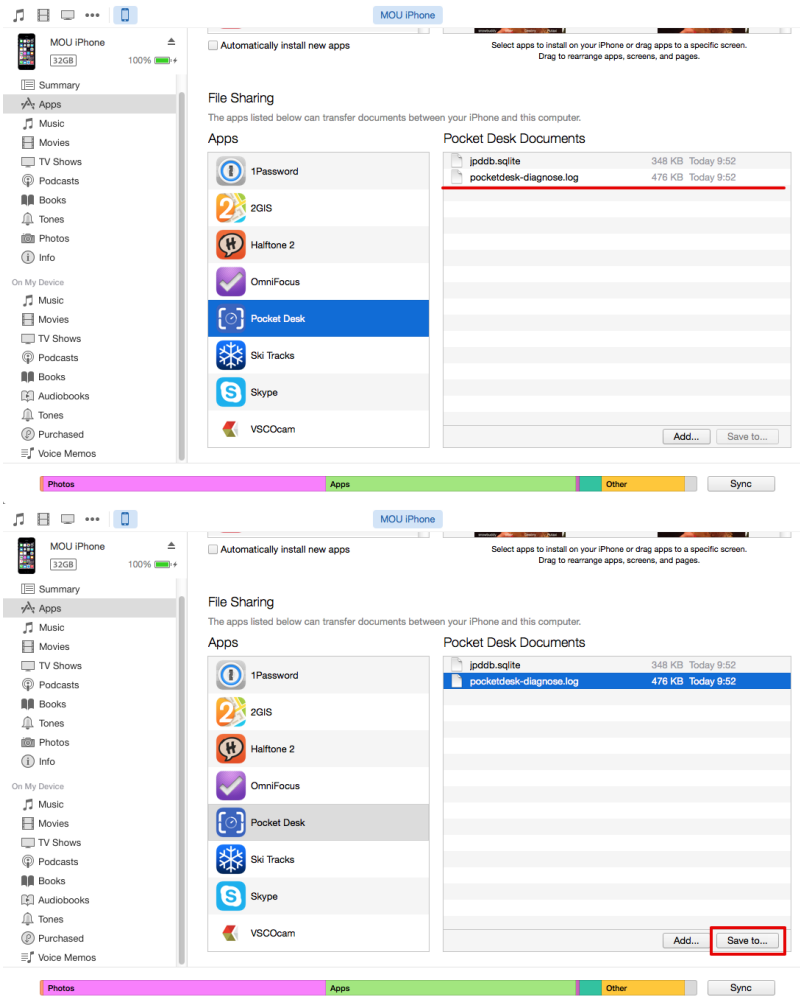 MOU iPhone
MOU iPhone
32GB
100%
Summary
Apps
Music
Movies
TV Shows
Podcasts
Books
Tones
Photos
Info
On My Device
Music
Movies
TV Shows
Podcasts
Books
Audiobooks
Tones
Purchased
Voice Memos
Automatically install new apps
Select apps to install on your iPhone or drag apps to a specific screen.
Drag to rearrange apps, screens, and pages.
File Sharing
The apps listed below can transfer documents between your iPhone and this computer.
Apps
1Password
2GIS
Halftone 2
OmniFocus
Pocket Desk
Ski Tracks
Skype
VSCOcam
Pocket Desk Documents
jpddb.sqlite 348 KB Today 9:52
pocketdesk-diagnose.log 476 KB Today 9:52
Add... Save to...
Photos Apps Other Sync
MOU iPhone
MOU iPhone
32GB
100%
Summary
Apps
Music
Movies
TV Shows
Podcasts
Books
Tones
Photos
Info
On My Device
Music
Movies
TV Shows
Podcasts
Books
Audiobooks
Tones
Purchased
Voice Memos
Automatically install new apps
Select apps to install on your iPhone or drag apps to a specific screen.
Drag to rearrange apps, screens, and pages.
File Sharing
The apps listed below can transfer documents between your iPhone and this computer.
Apps
1Password
2GIS
Halftone 2
OmniFocus
Pocket Desk
Ski Tracks
Skype
VSCOcam
Pocket Desk Documents
jpddb.sqlite 348 KB Today 9:52
pocketdesk-diagnose.log 476 KB Today 9:52
Add... Save to...
Photos Apps Other Sync